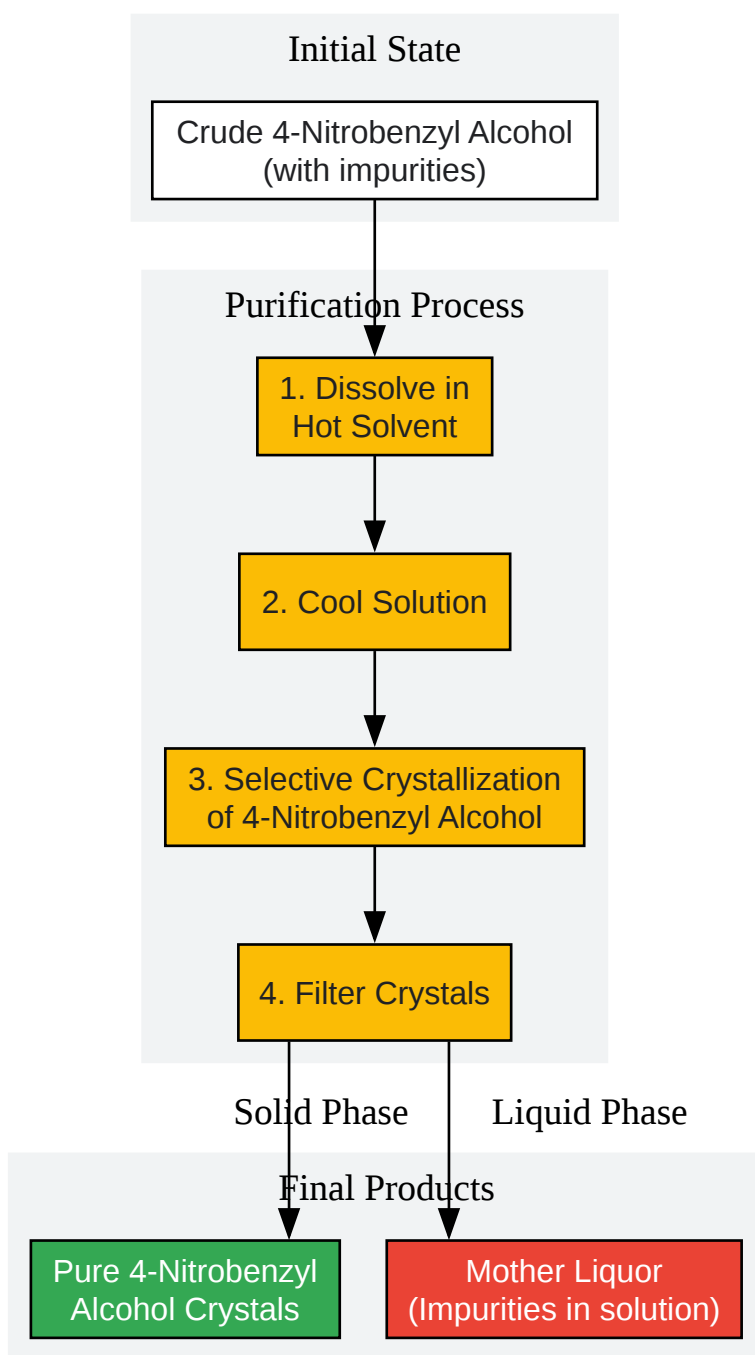 Initial State
Crude 4-Nitrobenzyl Alcohol
(with impurities)
Purification Process
1. Dissolve in
Hot Solvent
2. Cool Solution
3. Selective Crystallization
of 4-Nitrobenzyl Alcohol
4. Filter Crystals
Solid Phase
Liquid Phase
Final Products
Pure 4-Nitrobenzyl
Alcohol Crystals
Mother Liquor
(Impurities in solution)